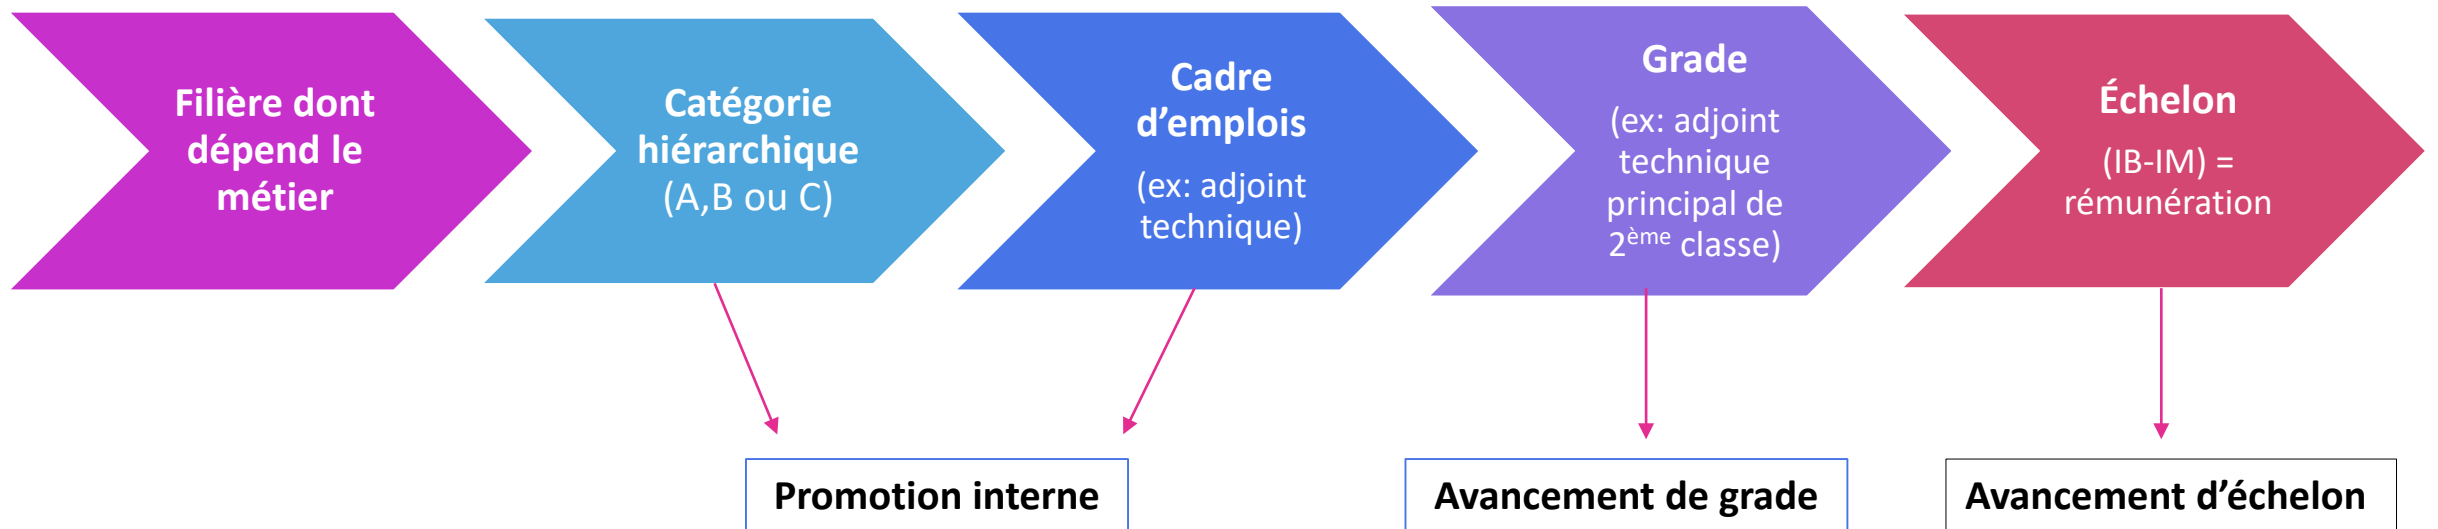 Filière dont
dépend le
métier
Catégorie
hiérarchique
(A,B ou C)
Cadre
d’emplois
(ex: adjoint
technique)
Grade
(ex: adjoint
technique
principal de
2ème classe)
Échelon
(IB-IM) =
rémunération
Promotion interne
Avancement de grade
Avancement d’échelon